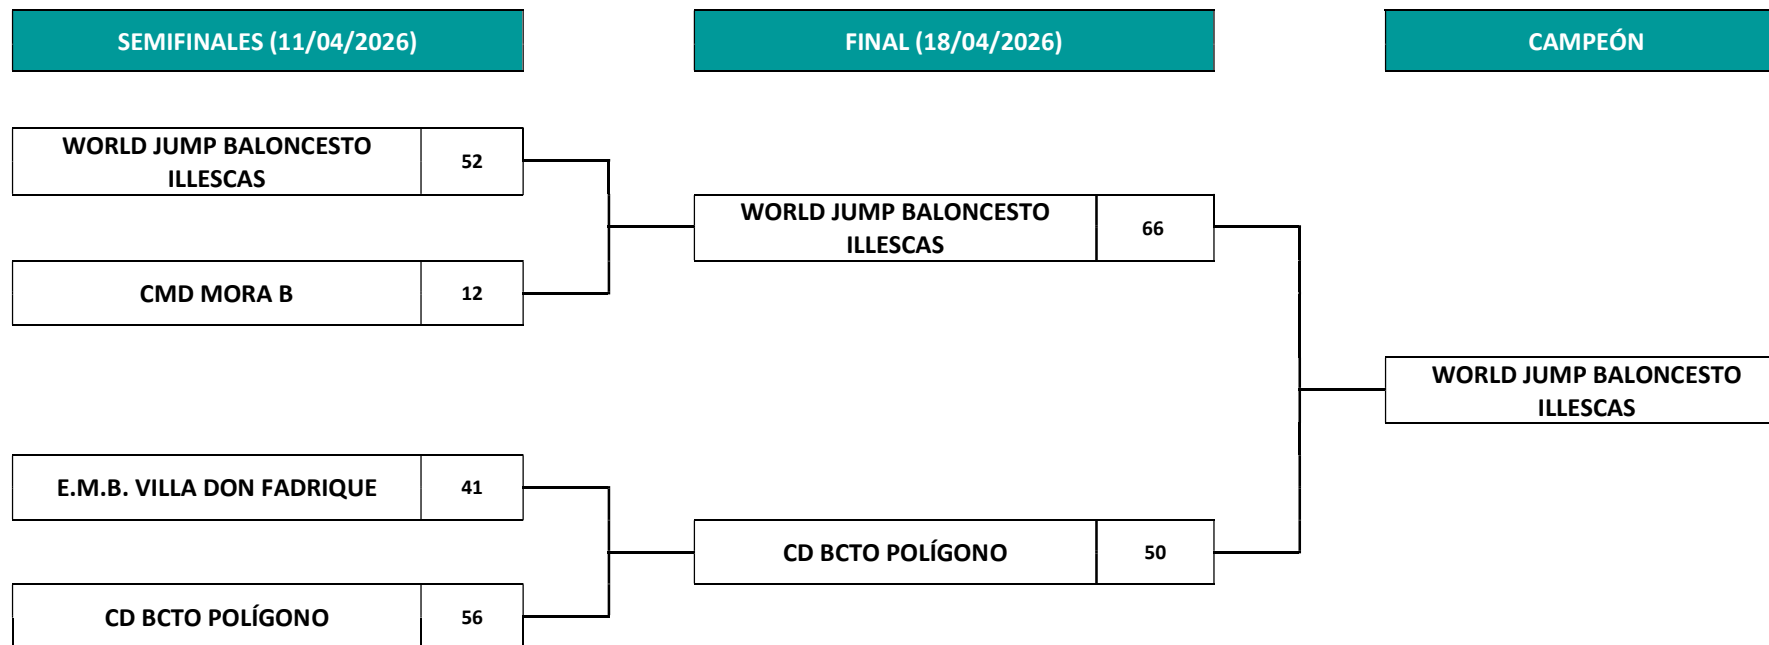 SEMIFINALES (11/04/2026)
FINAL (18/04/2026)
CAMPEÓN
WORLD JUMP BALONCESTO
ILLESCAS
52
WORLD JUMP BALONCESTO
ILLESCAS
66
CMD MORA B
12
WORLD JUMP BALONCESTO
ILLESCAS
E.M.B. VILLA DON FADRIQUE
41
CD BCTO POLÍGONO
50
CD BCTO POLÍGONO
56